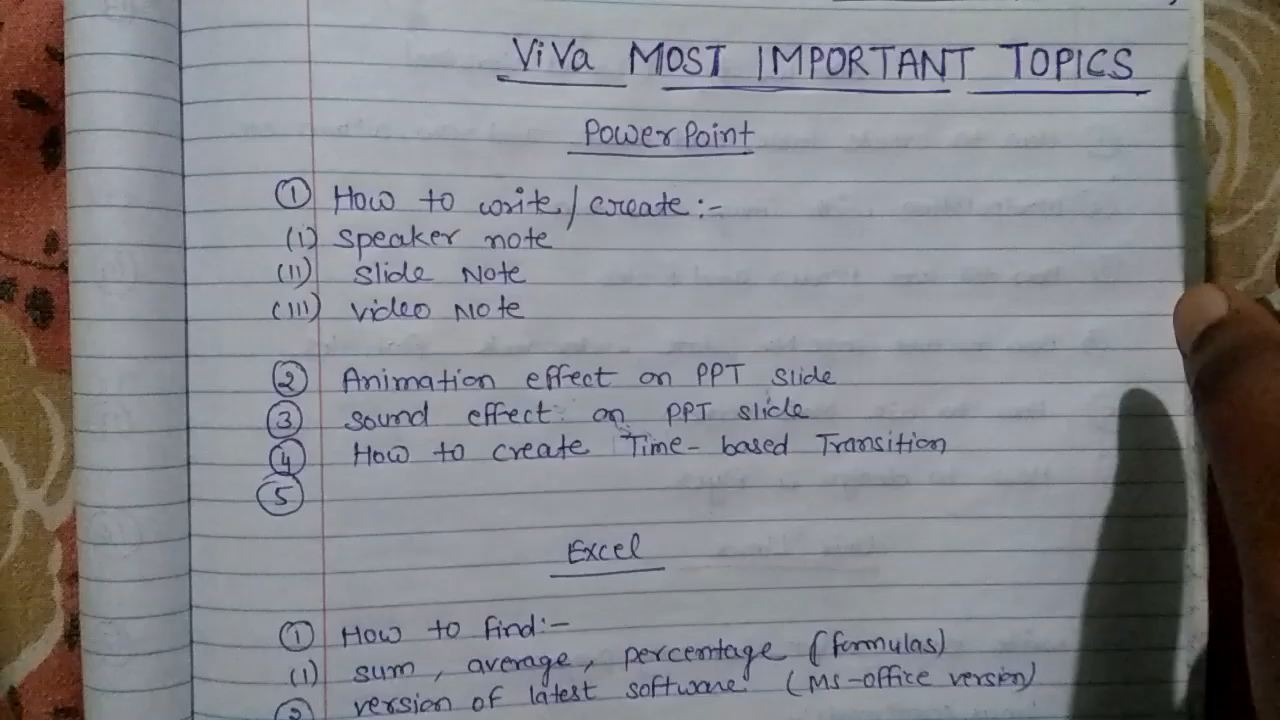 ViVa MOST IMPORTANT TOPICS
PowerPoint
① How to write/create:-
(i) speaker note
(ii) slide Note
(iii) video Note
② Animation effect on PPT slide
③ sound effect on PPT slide
④ How to create Time-based Transition
⑤
Excel
① How to find:-
(i) sum, average, percentage (formulas)
② version of latest software (MS-office version)